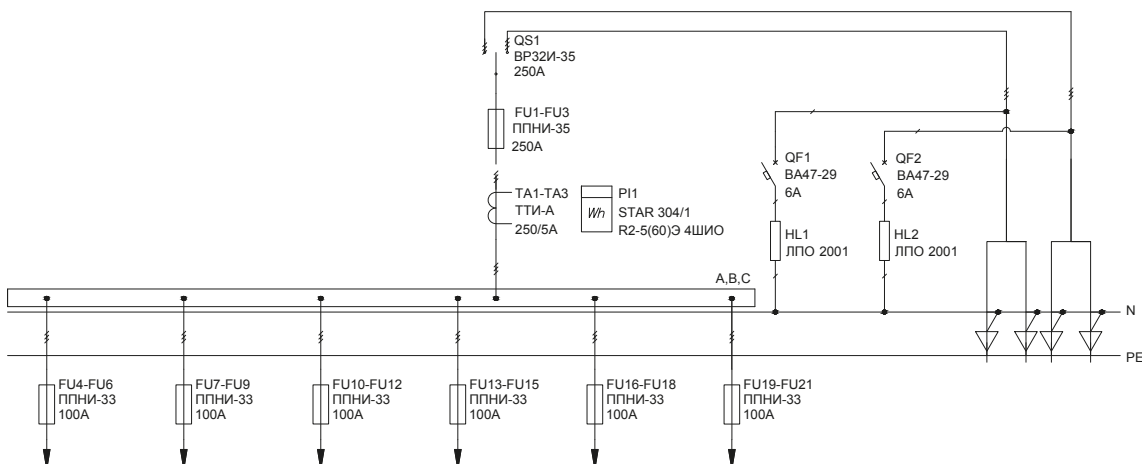 QS1
ВР32И-35
250А
FU1-FU3
ППНИ-35
250А
TA1-TA3
ТТИ-А
250/5А
PI1
Wh
STAR 304/1
R2-5(60)Э 4ШИО
QF1
ВА47-29
6А
QF2
ВА47-29
6А
HL1
ЛПО 2001
HL2
ЛПО 2001
A,B,C
N
PE
FU4-FU6
ППНИ-33
100А
FU7-FU9
ППНИ-33
100А
FU10-FU12
ППНИ-33
100А
FU13-FU15
ППНИ-33
100А
FU16-FU18
ППНИ-33
100А
FU19-FU21
ППНИ-33
100А